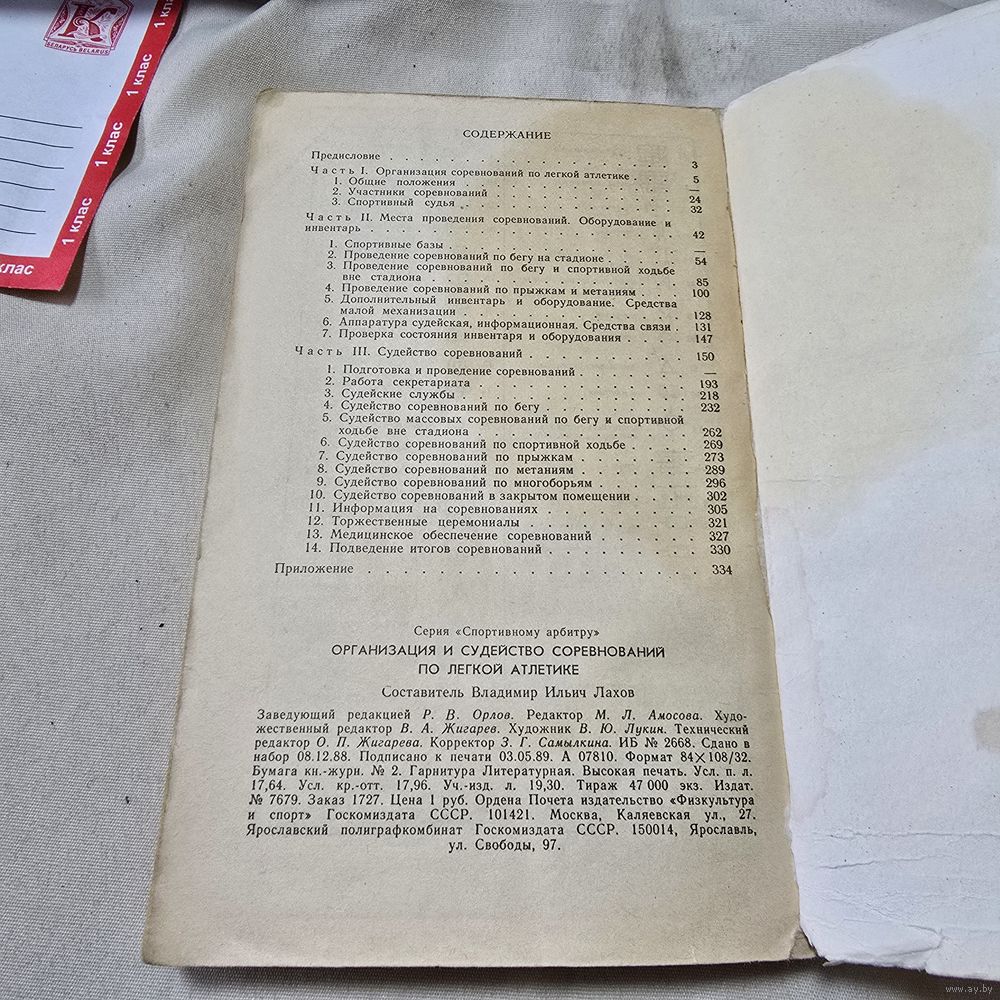 БЕЛАРУСЬ BELARUS
1 клас
1 клас
1 клас
1 клас
клас
СОДЕРЖАНИЕ
Предисловие . . . . . . . . . . . . . . . . . . . 3
Часть I. Организация соревнований по легкой атлетике . 5
1. Общие положения . . . . . . . . . . . . . . —
2. Участники соревнований . . . . . . . . . . . . 24
3. Спортивный судья . . . . . . . . . . . . . . 32
Часть II. Места проведения соревнований. Оборудование и
инвентарь . . . . . . . . . . . . . . . . . . . 42
1. Спортивные базы . . . . . . . . . . . . . . —
2. Проведение соревнований по бегу на стадионе . . . . . 54
3. Проведение соревнований по бегу и спортивной ходьбе
вне стадиона . . . . . . . . . . . . . . . . 85
4. Проведение соревнований по прыжкам и метаниям . . . 100
5. Дополнительный инвентарь и оборудование. Средства
малой механизации . . . . . . . . . . . . . . 128
6. Аппаратура судейская, информационная. Средства связи . 131
7. Проверка состояния инвентаря и оборудования . . . . 147
Часть III. Судейство соревнований . . . . . . . . . . 150
1. Подготовка и проведение соревнований . . . . . . . —
2. Работа секретариата . . . . . . . . . . . . . 193
3. Судейские службы . . . . . . . . . . . . . . 218
4. Судейство соревнований по бегу . . . . . . . . . 232
5. Судейство массовых соревнований по бегу и спортивной
ходьбе вне стадиона . . . . . . . . . . . . . 262
6. Судейство соревнований по спортивной ходьбе . . . . 269
7. Судейство соревнований по прыжкам . . . . . . . . 273
8. Судейство соревнований по метаниям . . . . . . . . 289
9. Судейство соревнований по многоборьям . . . . . . 296
10. Судейство соревнований в закрытом помещении . . . . 302
11. Информация на соревнованиях . . . . . . . . . . 305
12. Торжественные церемониалы . . . . . . . . . . . 321
13. Медицинское обеспечение соревнований . . . . . . . 327
14. Подведение итогов соревнований . . . . . . . . . 330
Приложение . . . . . . . . . . . . . . . . . . . 334
Серия «Спортивному арбитру»
ОРГАНИЗАЦИЯ И СУДЕЙСТВО СОРЕВНОВАНИЙ
ПО ЛЕГКОЙ АТЛЕТИКЕ
Составитель Владимир Ильич Лахов
Заведующий редакцией Р. В. Орлов. Редактор М. Л. Амосова. Худо-
жественный редактор В. А. Жигарев. Художник В. Ю. Лукин. Технический
редактор О. П. Жигарева. Корректор З. Г. Самылкина. ИБ № 2668. Сдано в
набор 08.12.88. Подписано к печати 03.05.89. А 07810. Формат 84×108/32.
Бумага кн.-журн. № 2. Гарнитура Литературная. Высокая печать. Усл. п. л.
17,64. Усл. кр.-отт. 17,96. Уч.-изд. л. 19,30. Тираж 47 000 экз. Издат.
№ 7679. Заказ 1727. Цена 1 руб. Ордена Почета издательство «Физкультура
и спорт» Госкомиздата СССР. 101421. Москва, Каляевская ул., 27.
Ярославский полиграфкомбинат Госкомиздата СССР. 150014, Ярославль,
ул. Свободы, 97.
www.ay.by